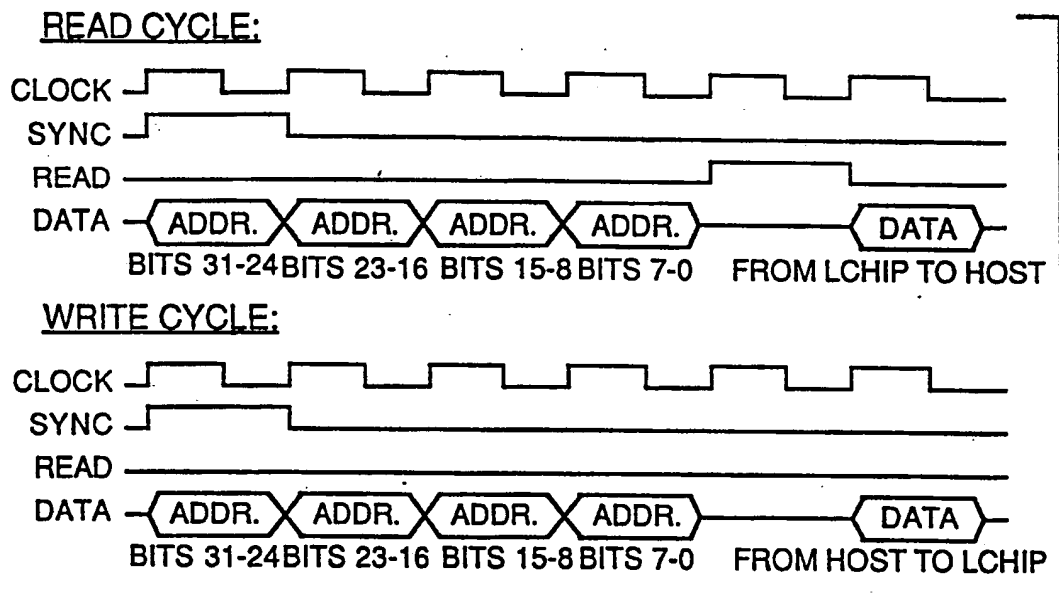 READ CYCLE:
CLOCK
SYNC
READ
DATA ADDR. ADDR. ADDR. ADDR. DATA
BITS 31-24 BITS 23-16 BITS 15-8 BITS 7-0 FROM LCHIP TO HOST
WRITE CYCLE:
CLOCK
SYNC
READ
DATA ADDR. ADDR. ADDR. ADDR. DATA
BITS 31-24 BITS 23-16 BITS 15-8 BITS 7-0 FROM HOST TO LCHIP